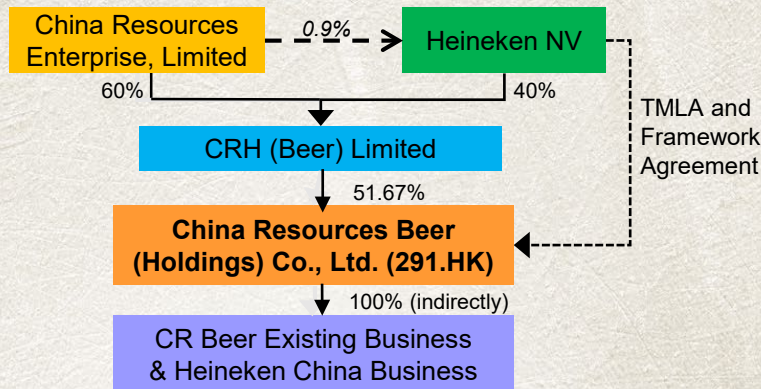 China Resources
Enterprise, Limited
0.9%
Heineken NV
60%
40%
TMLA and
Framework
Agreement
CRH (Beer) Limited
51.67%
China Resources Beer
(Holdings) Co., Ltd. (291.HK)
100% (indirectly)
CR Beer Existing Business
& Heineken China Business